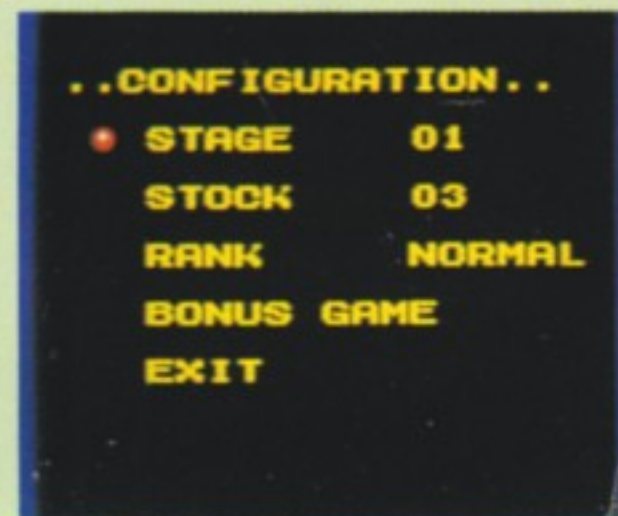 ..CONFIGURATION..
STAGE 01
STOCK 03
RANK NORMAL
BONUS GAME
EXIT